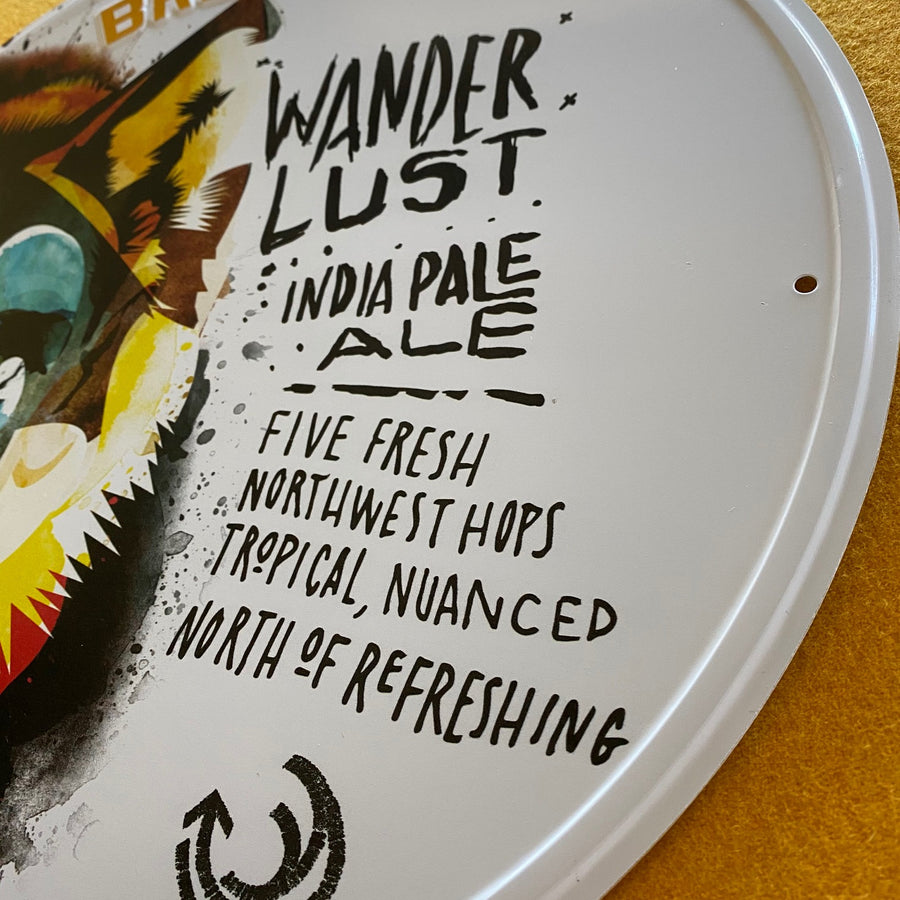 WANDER
LUST
INDIA PALE
ALE
FIVE FRESH
NORTHWEST HOPS
TROPICAL, NUANCED
NORTH OF REFRESHING